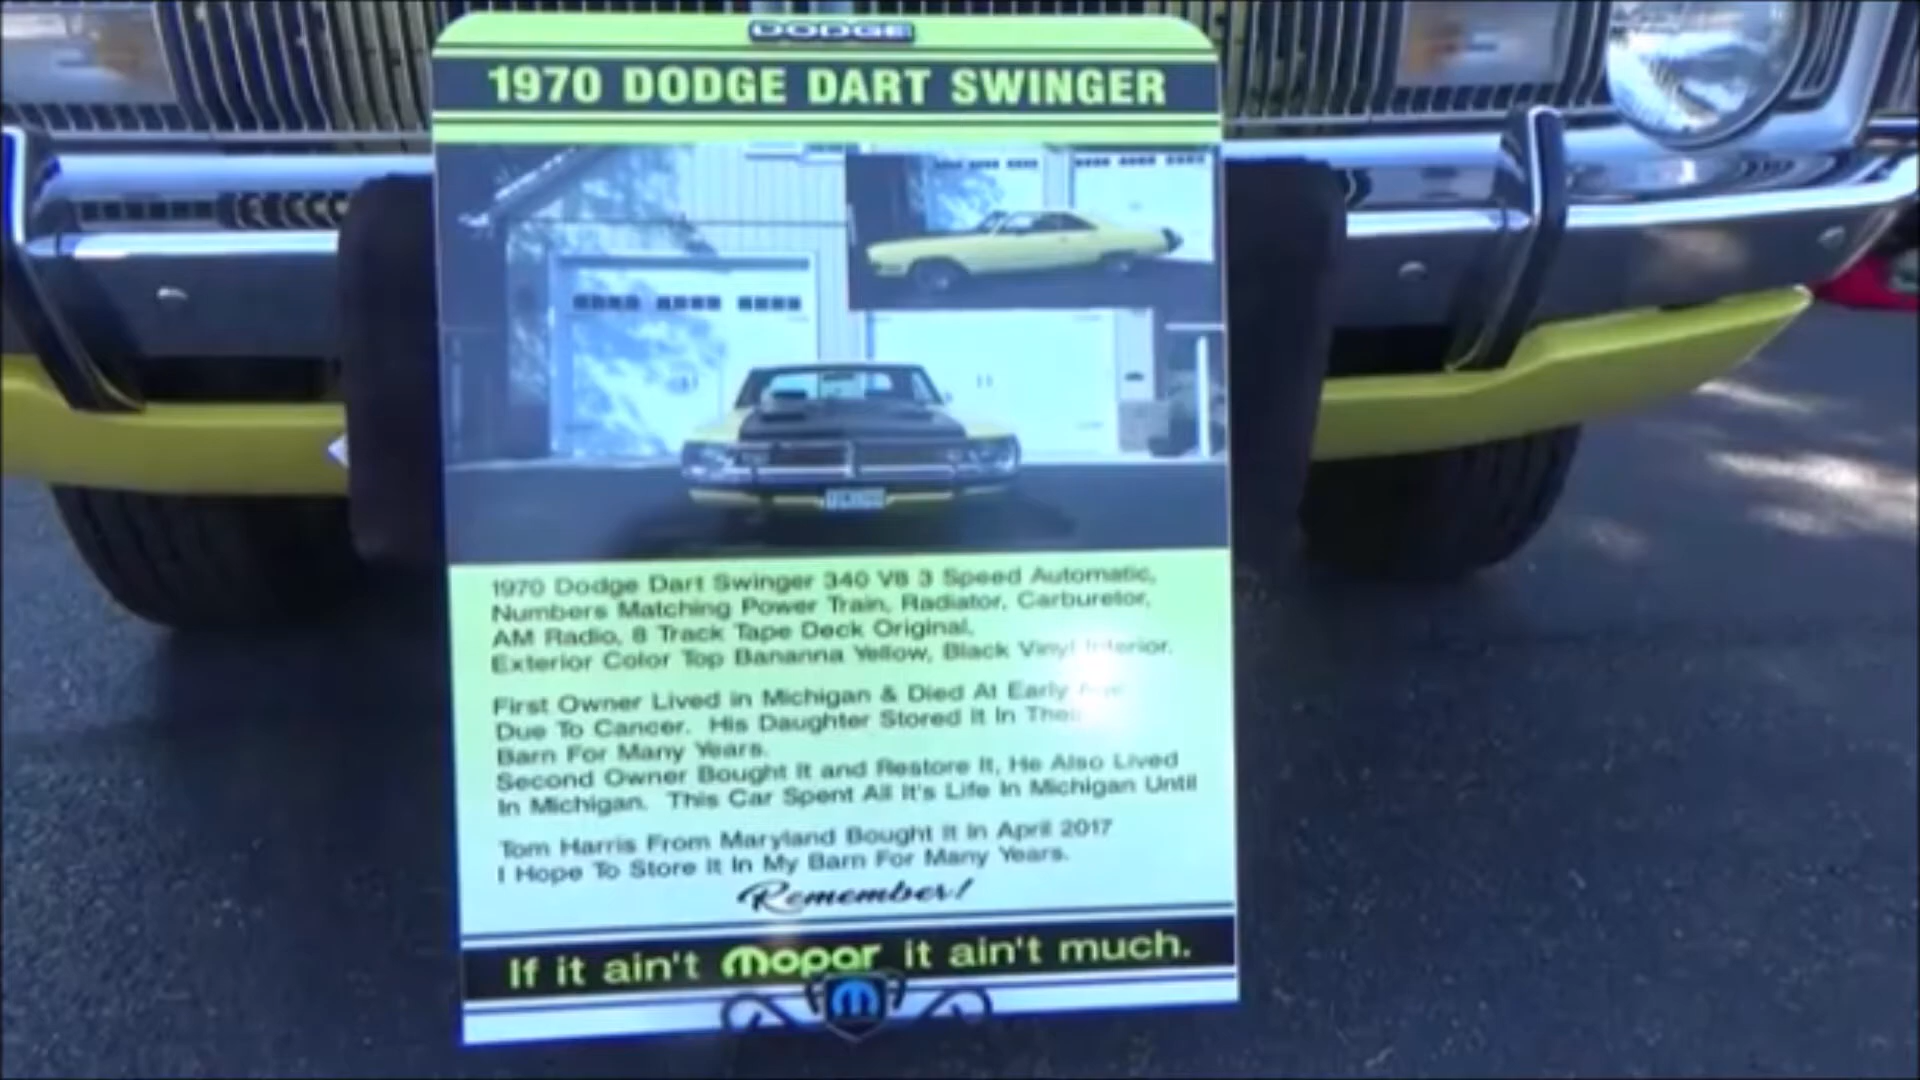 DODGE
1970 DODGE DART SWINGER
1970 Dodge Dart Swinger 340 V8 3 Speed Automatic,
Numbers Matching Power Train, Radiator, Carburetor,
AM Radio, 8 Track Tape Deck Original,
Exterior Color Top Bananna Yellow, Black Vinyl Interior.
First Owner Lived in Michigan & Died At Early Age
Due To Cancer. His Daughter Stored It In Their
Barn For Many Years.
Second Owner Bought It and Restore It, He Also Lived
In Michigan. This Car Spent All It's Life In Michigan Until
Tom Harris From Maryland Bought It In April 2017
I Hope To Store It In My Barn For Many Years.
Remember!
If it ain't Mopar it ain't much.